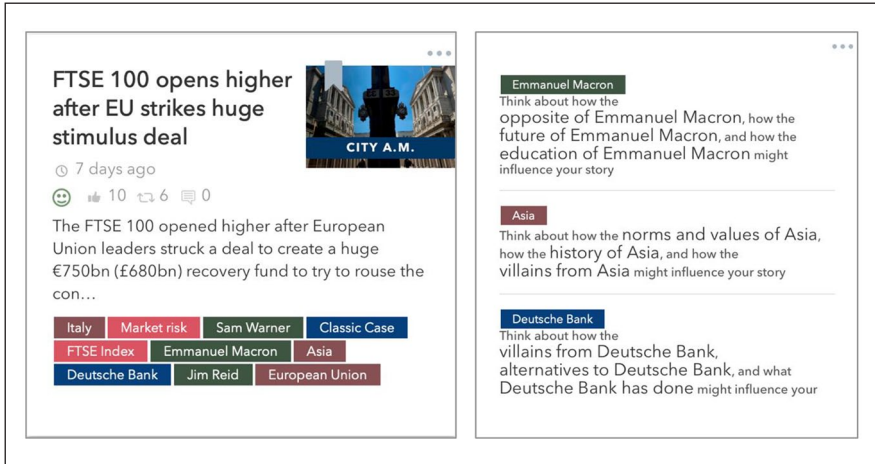 FTSE 100 opens higher
after EU strikes huge
stimulus deal
CITY A.M.
7 days ago
10 6 0
The FTSE 100 opened higher after European
Union leaders struck a deal to create a huge
€750bn (£680bn) recovery fund to try to rouse the
con…
Italy Market risk Sam Warner Classic Case
FTSE Index Emmanuel Macron Asia
Deutsche Bank Jim Reid European Union
Emmanuel Macron
Think about how the
opposite of Emmanuel Macron, how the
future of Emmanuel Macron, and how the
education of Emmanuel Macron might
influence your story
Asia
Think about how the norms and values of Asia,
how the history of Asia, and how the
villains from Asia might influence your story
Deutsche Bank
Think about how the
villains from Deutsche Bank,
alternatives to Deutsche Bank, and what
Deutsche Bank has done might influence your